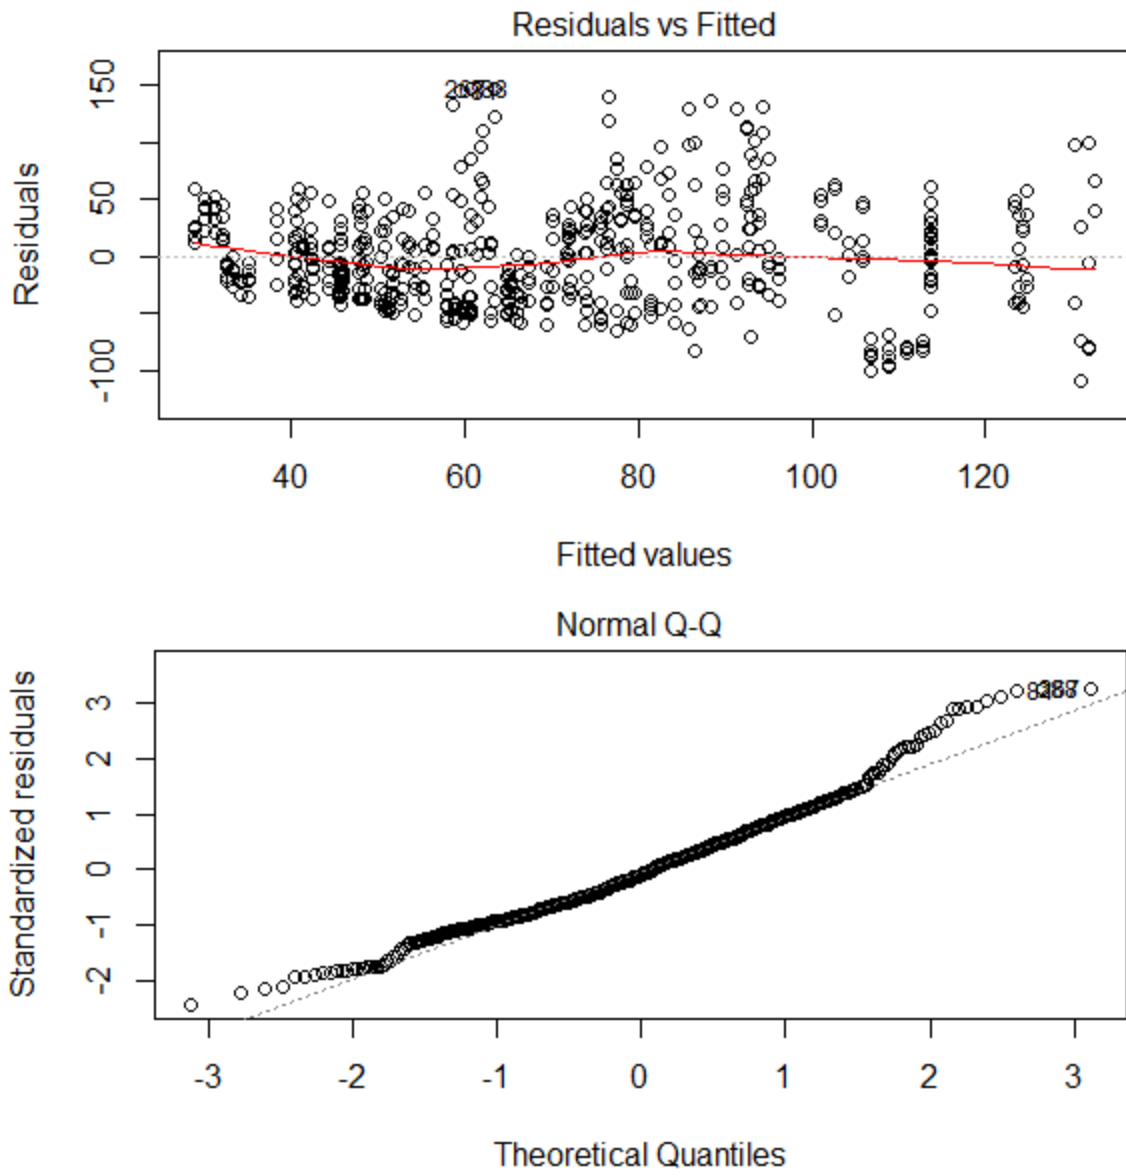 Residuals vs Fitted
Residuals
150
50
0
-100
40 60 80 100 120
Fitted values
Normal Q-Q
Standardized residuals
3
2
1
0
-1
-2
-3 -2 -1 0 1 2 3
Theoretical Quantiles